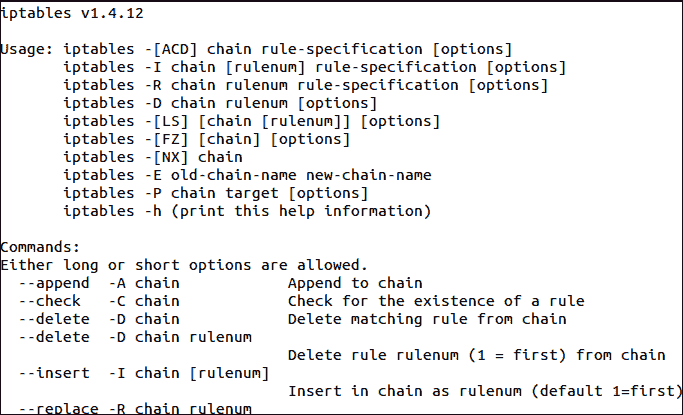 iptables v1.4.12

Usage: iptables -[ACD] chain rule-specification [options]
       iptables -I chain [rulenum] rule-specification [options]
       iptables -R chain rulenum rule-specification [options]
       iptables -D chain rulenum [options]
       iptables -[LS] [chain [rulenum]] [options]
       iptables -[FZ] [chain] [options]
       iptables -[NX] chain
       iptables -E old-chain-name new-chain-name
       iptables -P chain target [options]
       iptables -h (print this help information)

Commands:
Either long or short options are allowed.
  --append  -A chain            Append to chain
  --check   -C chain            Check for the existence of a rule
  --delete  -D chain            Delete matching rule from chain
  --delete  -D chain rulenum
                                Delete rule rulenum (1 = first) from chain
  --insert  -I chain [rulenum]
                                Insert in chain as rulenum (default 1=first)
  --replace -R chain rulenum